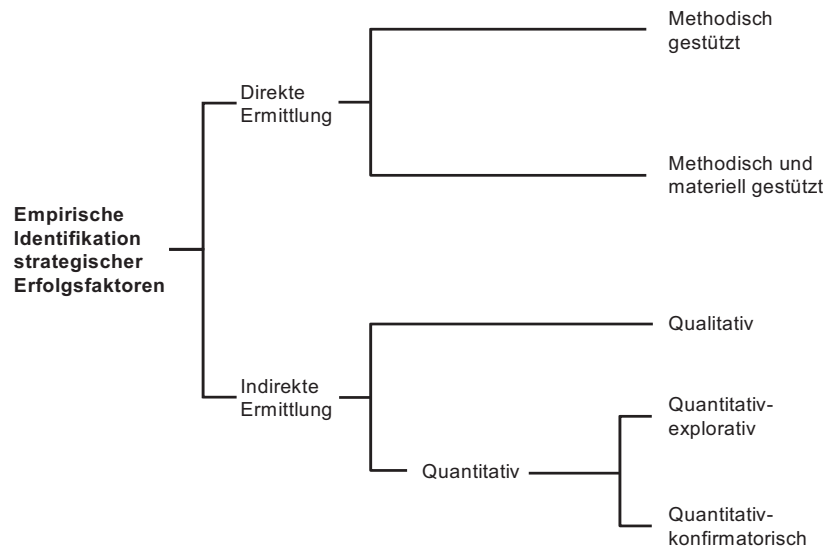 Methodisch
gestützt
Direkte
Ermittlung
Methodisch und
materiell gestützt
Empirische
Identifikation
strategischer
Erfolgsfaktoren
Qualitativ
Indirekte
Ermittlung
Quantitativ-
explorativ
Quantitativ
Quantitativ-
konfirmatorisch